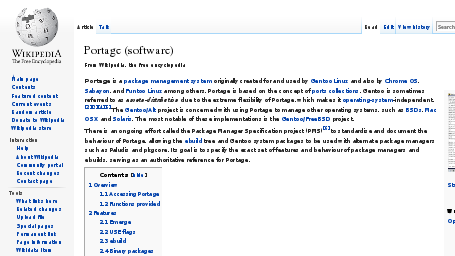 WIKIPEDIA
The Free Encyclopedia
Main page
Contents
Featured content
Current events
Random article
Donate to Wikipedia
Wikipedia store
Interaction
Help
About Wikipedia
Community portal
Recent changes
Contact page
Tools
What links here
Related changes
Upload file
Special pages
Permanent link
Page information
Wikidata item
Article Talk
Read Edit View history Search
Portage (software)
From Wikipedia, the free encyclopedia
Portage is a package management system originally created for and used by Gentoo Linux and also by Chrome OS,
Sabayon, and Funtoo Linux among others. Portage is based on the concept of ports collections. Gentoo is sometimes
referred to as a meta-distribution due to the extreme flexibility of Portage, which makes it operating-system-independent.
The Gentoo/Alt project is concerned with using Portage to manage other operating systems, such as BSDs, Mac
OS X and Solaris. The most notable of these implementations is the Gentoo/FreeBSD project.
There is an ongoing effort called the Package Manager Specification project (PMS) to standardize and document the
behaviour of Portage, allowing the ebuild tree and Gentoo system packages to be used with alternate package managers
such as Paludis and pkgcore. Its goal is to specify the exact set of features and behaviour of package managers and
ebuilds, serving as an authoritative reference for Portage.
Contents [hide]
1 Overview
1.1 Accessing Portage
1.2 Functions provided
2 Features
2.1 Emerge
2.2 USE flags
2.3 ebuild
2.4 Binary packages